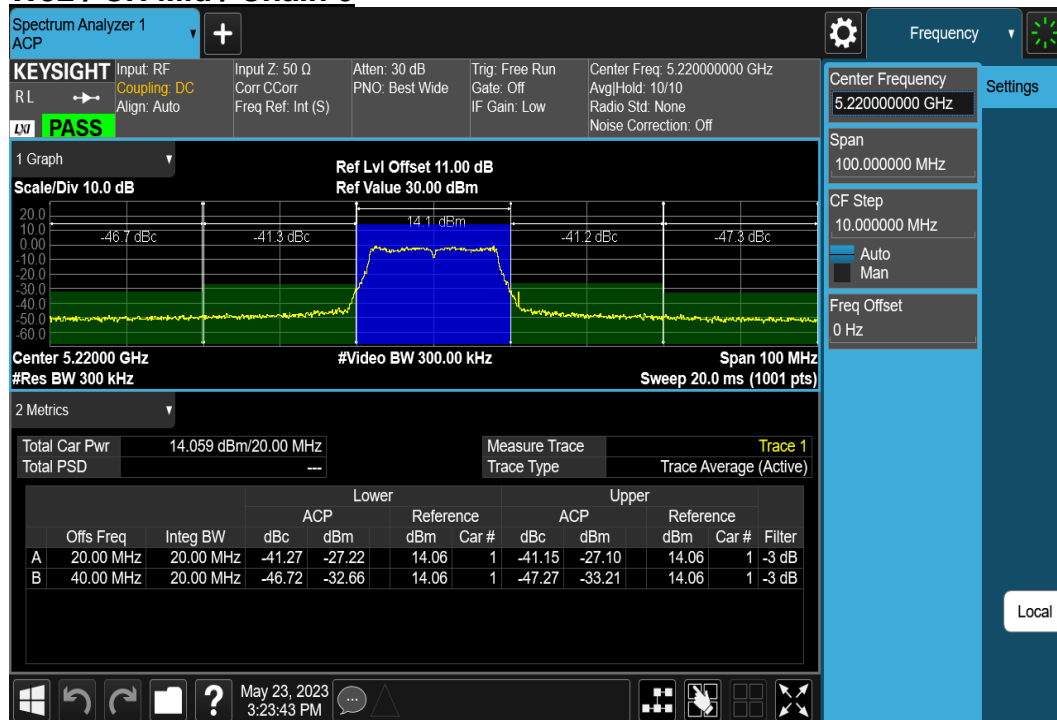 Spectrum Analyzer 1
ACP
Frequency
KEYSIGHT Input: RF Input Z: 50 Ω Atten: 30 dB Trig: Free Run Center Freq: 5.220000000 GHz
RL Coupling: DC Corr CCorr PNO: Best Wide Gate: Off Avg|Hold: 10/10
Align: Auto Freq Ref: Int (S) IF Gain: Low Radio Std: None
LXI PASS Noise Correction: Off
Center Frequency
5.220000000 GHz
Settings
Span
100.000000 MHz
CF Step
10.000000 MHz
Auto
Man
Freq Offset
0 Hz
1 Graph
Ref Lvl Offset 11.00 dB
Scale/Div 10.0 dB Ref Value 30.00 dBm
20.0
10.0
0.00
-10.0
-20.0
-30.0
-40.0
-50.0
-60.0
-46.7 dBc -41.3 dBc 14.1 dBm -41.2 dBc -47.3 dBc
Center 5.22000 GHz #Video BW 300.00 kHz Span 100 MHz
#Res BW 300 kHz Sweep 20.0 ms (1001 pts)
2 Metrics
Total Car Pwr 14.059 dBm/20.00 MHz Measure Trace Trace 1
Total PSD --- Trace Type Trace Average (Active)
Lower Upper
ACP Reference ACP Reference
Offs Freq Integ BW dBc dBm dBm Car # dBc dBm dBm Car # Filter
A 20.00 MHz 20.00 MHz -41.27 -27.22 14.06 1 -41.15 -27.10 14.06 1 -3 dB
B 40.00 MHz 20.00 MHz -46.72 -32.66 14.06 1 -47.27 -33.21 14.06 1 -3 dB
Local
May 23, 2023
3:23:43 PM